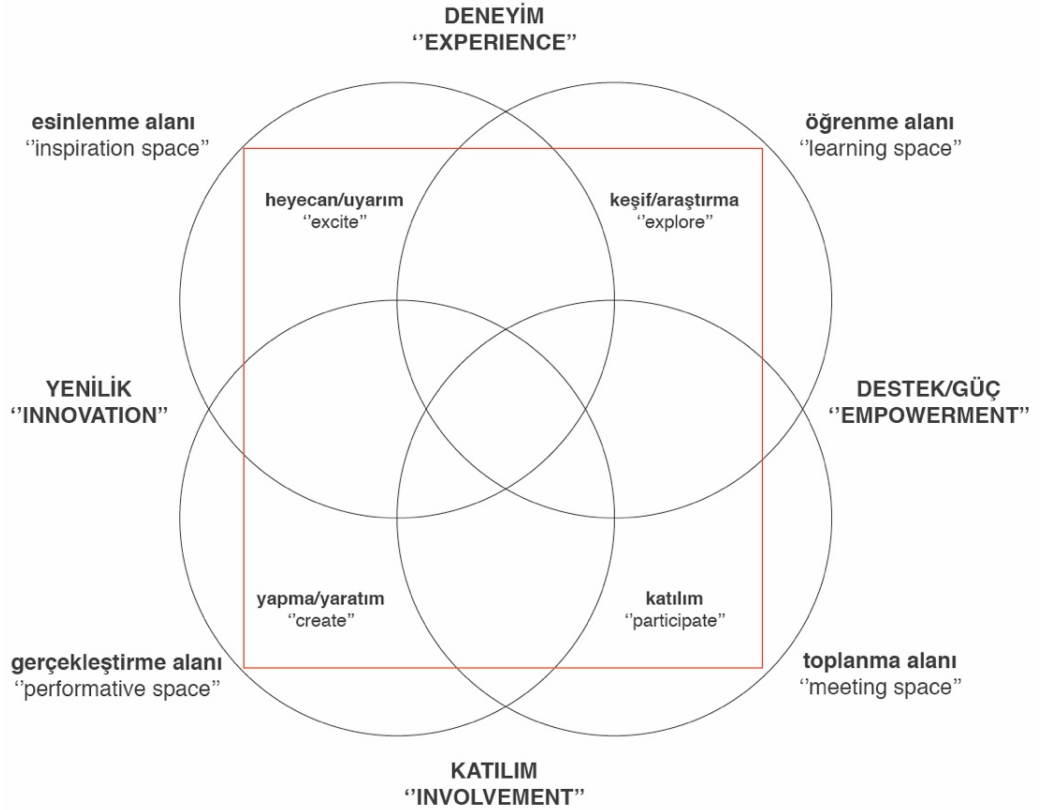 DENEYİM
‘’EXPERIENCE’’
esinlenme alanı
‘’inspiration space’’
öğrenme alanı
‘’learning space’’
heyecan/uyarım
‘’excite’’
keşif/araştırma
‘’explore’’
YENİLİK
‘’INNOVATION’’
DESTEK/GÜÇ
‘’EMPOWERMENT’’
yapma/yaratım
‘’create’’
katılım
‘’participate’’
gerçekleştirme alanı
‘’performative space’’
toplanma alanı
‘’meeting space’’
KATILIM
‘’INVOLVEMENT’’